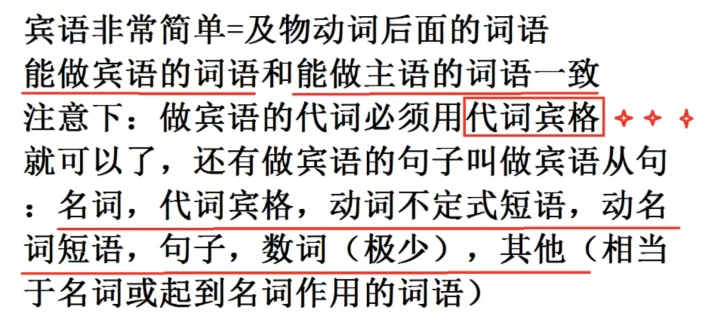 宾语非常简单=及物动词后面的词语
能做宾语的词语和能做主语的词语一致
注意下：做宾语的代词必须用代词宾格
就可以了，还有做宾语的句子叫做宾语从句
：名词，代词宾格，动词不定式短语，动名
词短语，句子，数词（极少），其他（相当
于名词或起到名词作用的词语）